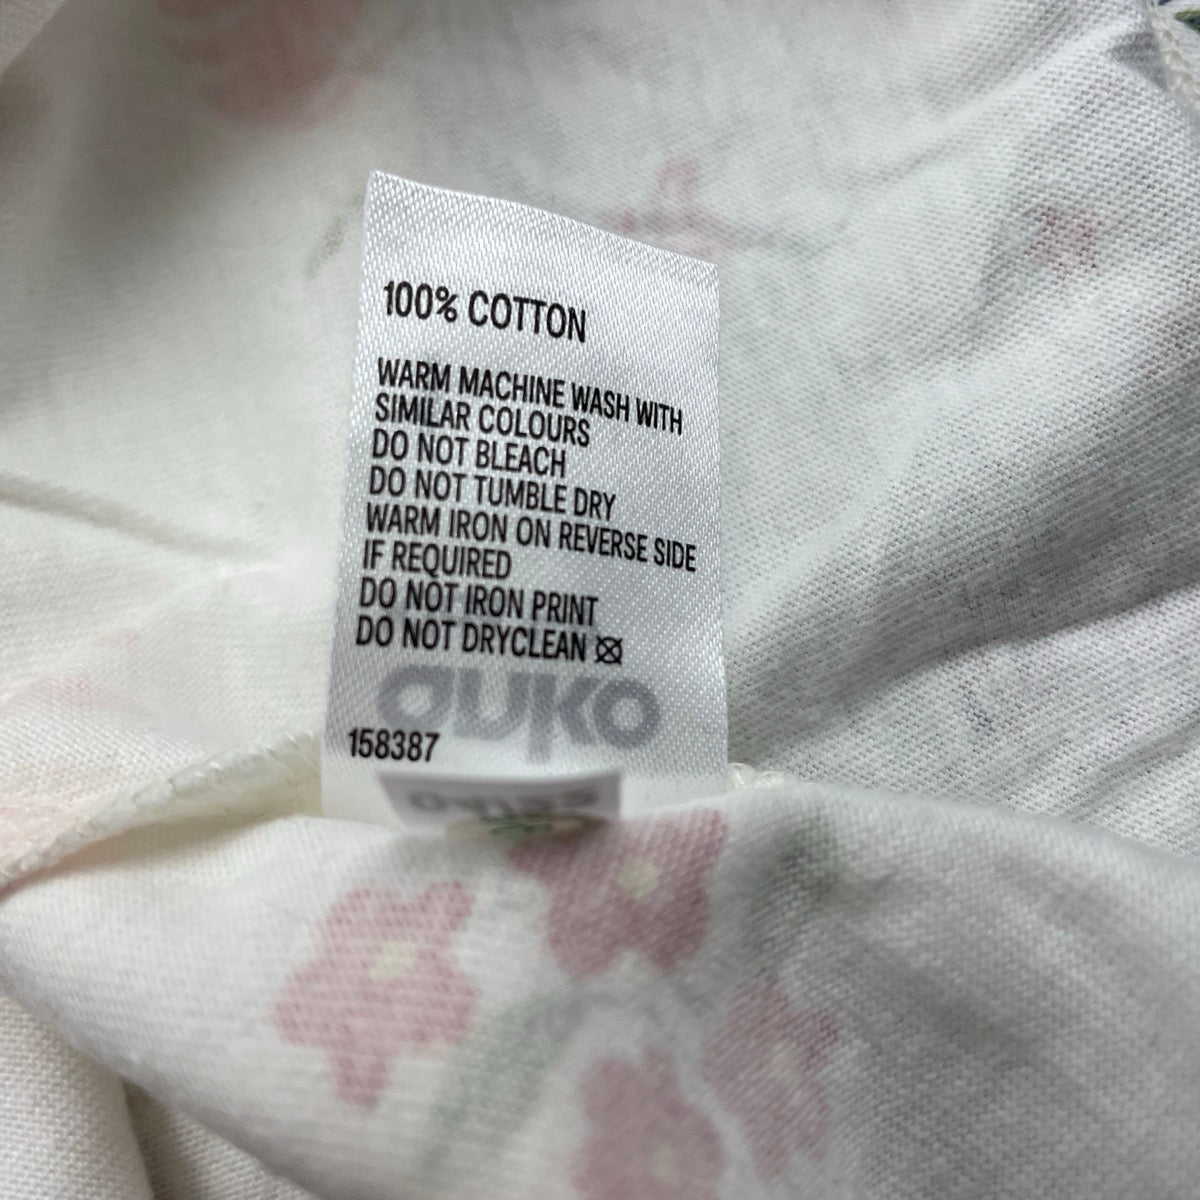 100% COTTON
WARM MACHINE WASH WITH
SIMILAR COLOURS
DO NOT BLEACH
DO NOT TUMBLE DRY
WARM IRON ON REVERSE SIDE
IF REQUIRED
DO NOT IRON PRINT
DO NOT DRYCLEAN
158387